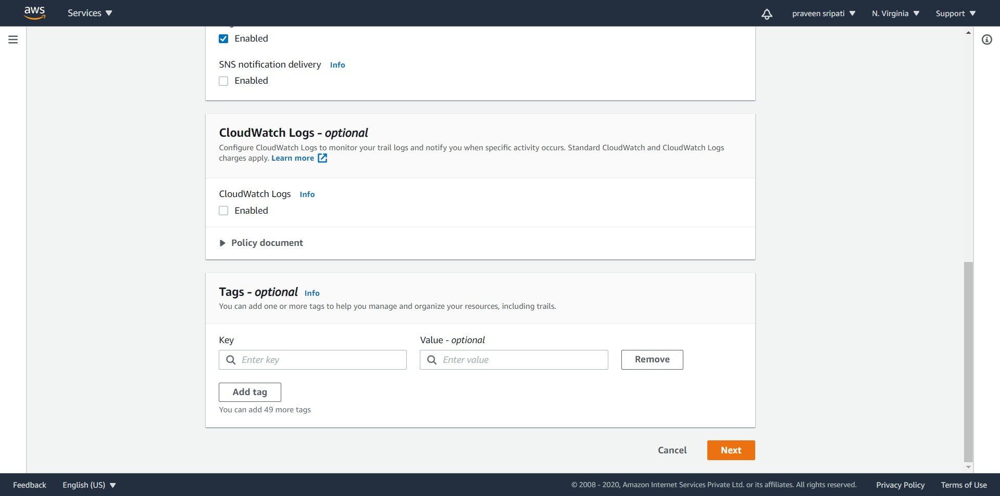 aws
Services
praveen sripati
N. Virginia
Support
Enabled
SNS notification delivery Info
Enabled
CloudWatch Logs - optional
Configure CloudWatch Logs to monitor your trail logs and notify you when specific activity occurs. Standard CloudWatch and CloudWatch Logs
charges apply. Learn more
CloudWatch Logs Info
Enabled
Policy document
Tags - optional Info
You can add one or more tags to help you manage and organize your resources, including trails.
Key
Value - optional
Enter key
Enter value
Remove
Add tag
You can add 49 more tags
Cancel
Next
Feedback
English (US)
© 2008 - 2020, Amazon Internet Services Private Ltd. or its affiliates. All rights reserved.
Privacy Policy
Terms of Use